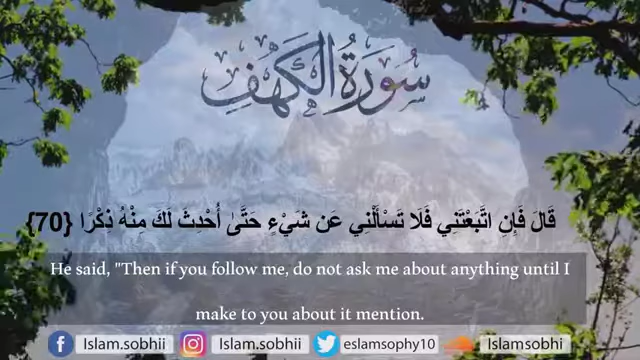 سُورَةُ الكَهْفِ
قَالَ فَإِنِ اتَّبَعْتَنِي فَلَا تَسْأَلْنِي عَن شَيْءٍ حَتَّىٰ أُحْدِثَ لَكَ مِنْهُ ذِكْرًا {70}
He said, "Then if you follow me, do not ask me about anything until I
make to you about it mention.
Islam.sobhii Islam.sobhii eslamsophy10 Islamsobhi